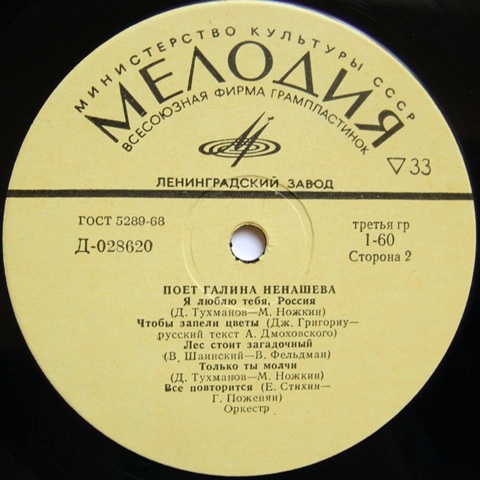 МИНИСТЕРСТВО КУЛЬТУРЫ СССР
МЕЛОДИЯ
ВСЕСОЮЗНАЯ ФИРМА ГРАМПЛАСТИНОК
▽33
ЛЕНИНГРАДСКИЙ ЗАВОД
ГОСТ 5289-68
Д-028620
третья гр
1-60
Сторона 2
ПОЕТ ГАЛИНА НЕНАШЕВА
Я люблю тебя, Россия
(Д. Тухманов—М. Ножкин)
Чтобы запели цветы (Дж. Григориу—
русский текст А. Дмоховского)
Лес стоит загадочный
(В. Шаинский—В. Фельдман)
Только ты молчи
(Д. Тухманов—М. Ножкин)
Все повторится (Е. Стихин—
Г. Поженян)
Оркестр